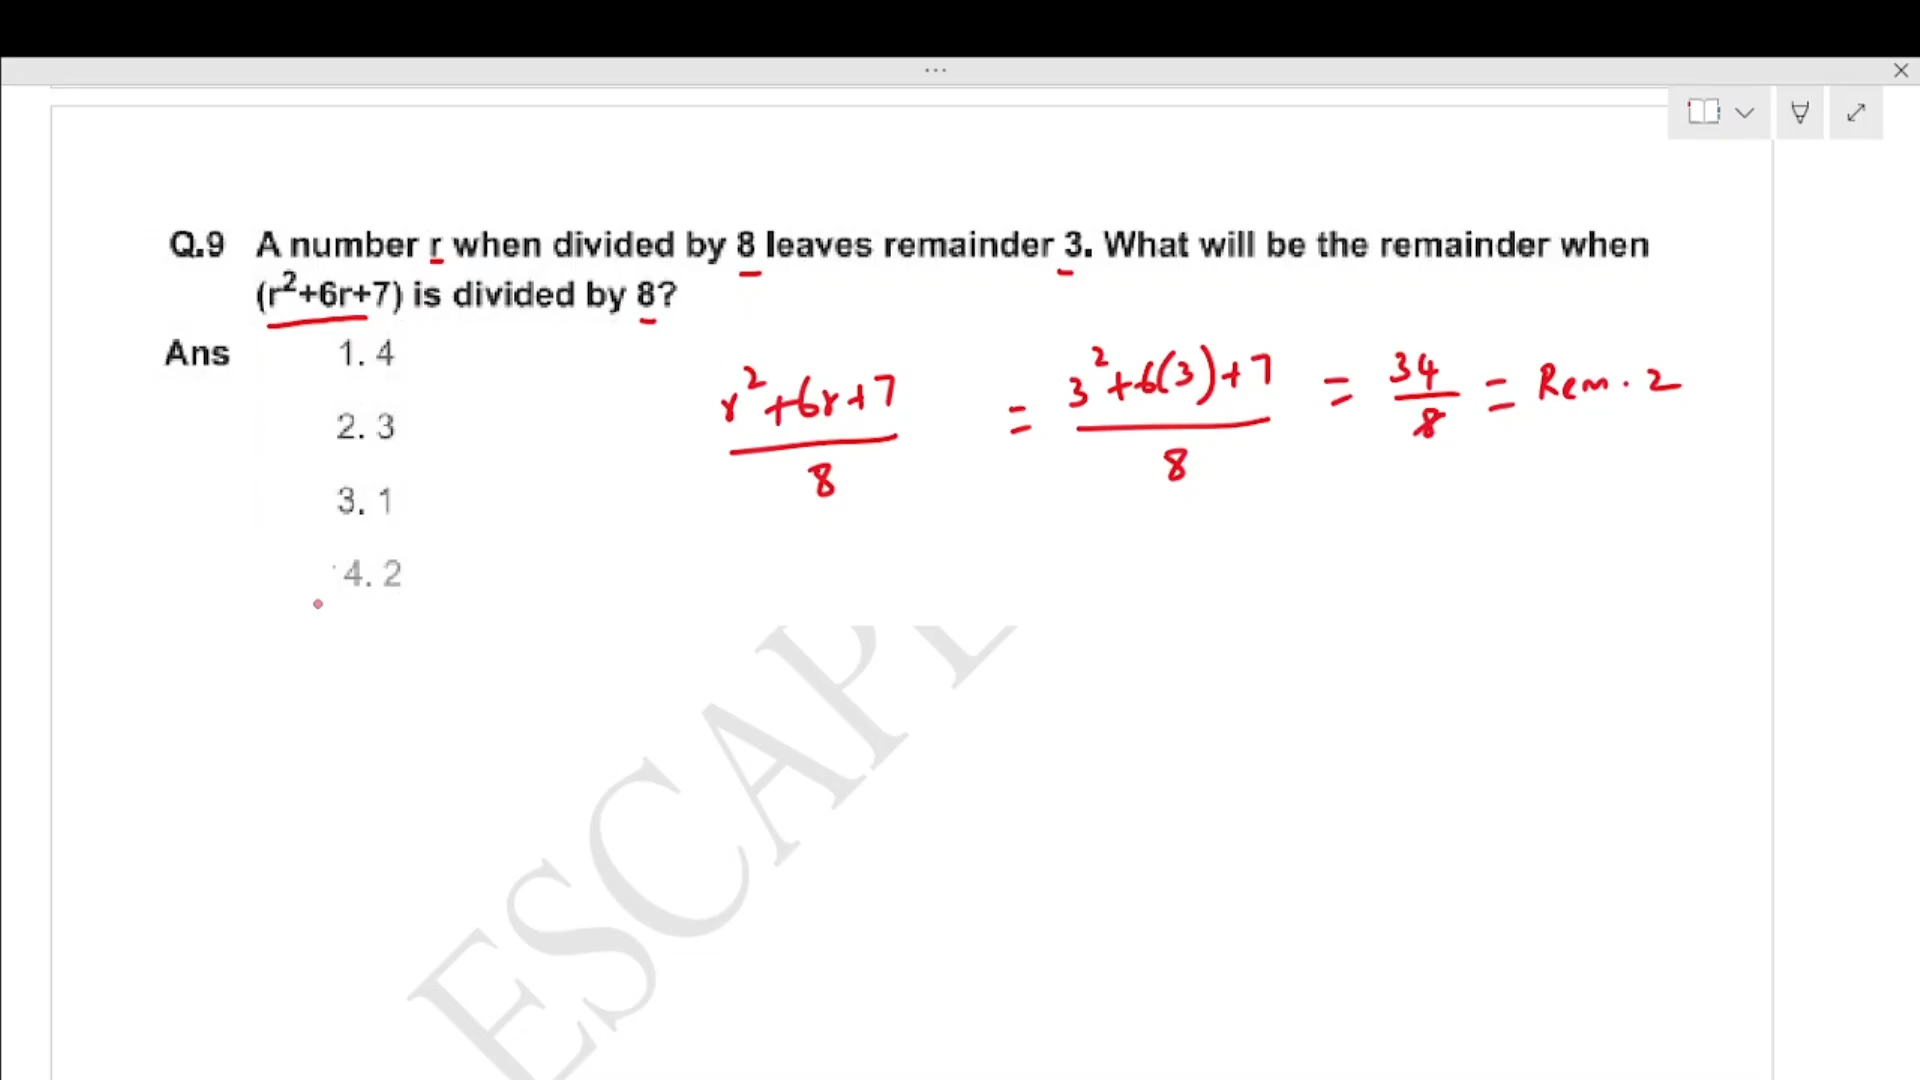 Q.9 A number r when divided by 8 leaves remainder 3. What will be the remainder when
(r²+6r+7) is divided by 8?
Ans 1. 4
2. 3
3. 1
4. 2
r²+6r+7 / 8 = 3²+6(3)+7 / 8 = 34 / 8 = Rem. 2
ESCAPE